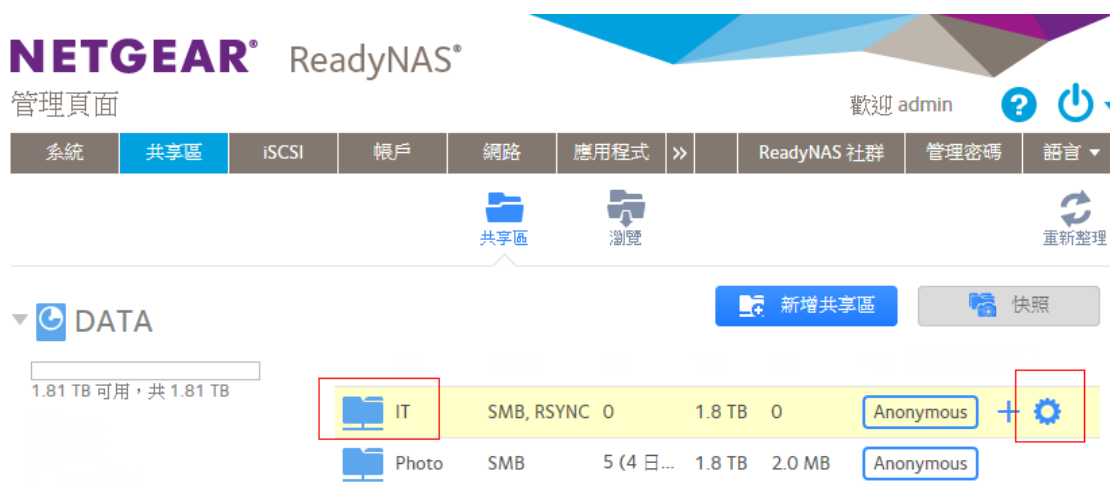 NETGEAR® ReadyNAS®
管理頁面
歡迎 admin ?
系統 共享區 iSCSI 帳戶 網路 應用程式 » ReadyNAS 社群 管理密碼 語言
共享區 瀏覽 重新整理
DATA 新增共享區 快照
1.81 TB 可用，共 1.81 TB
IT SMB, RSYNC 0 1.8 TB 0 Anonymous +
Photo SMB 5 (4 日... 1.8 TB 2.0 MB Anonymous